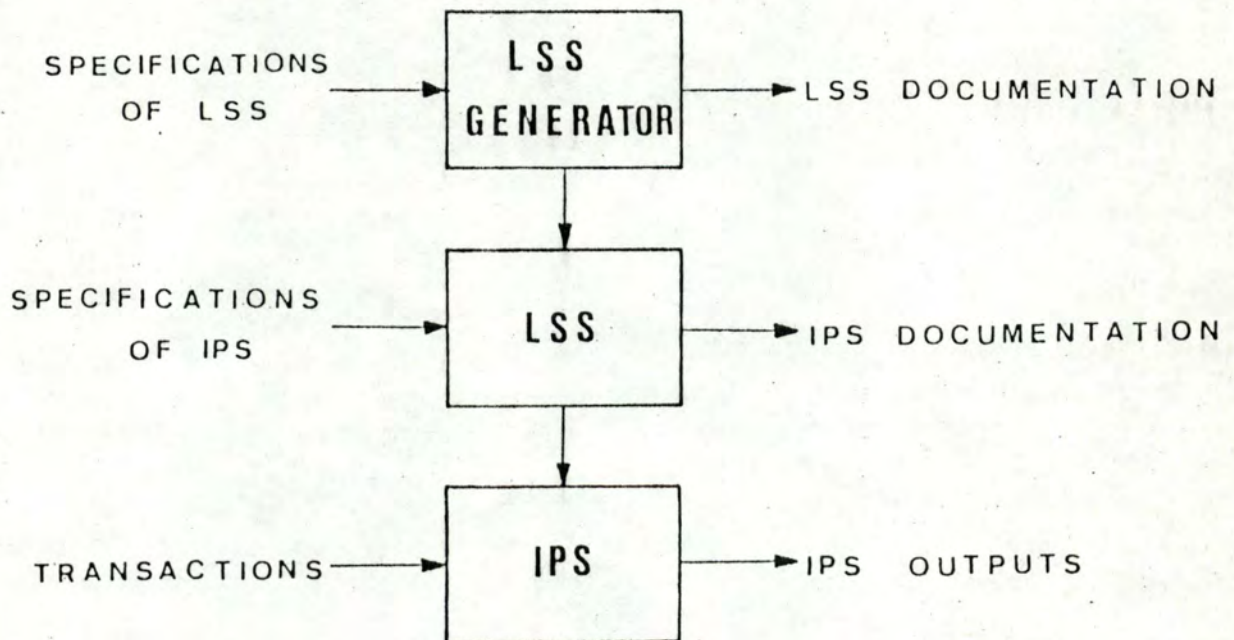 SPECIFICATIONS
OF LSS
LSS
GENERATOR
LSS DOCUMENTATION
SPECIFICATIONS
OF IPS
LSS
IPS DOCUMENTATION
TRANSACTIONS
IPS
IPS OUTPUTS